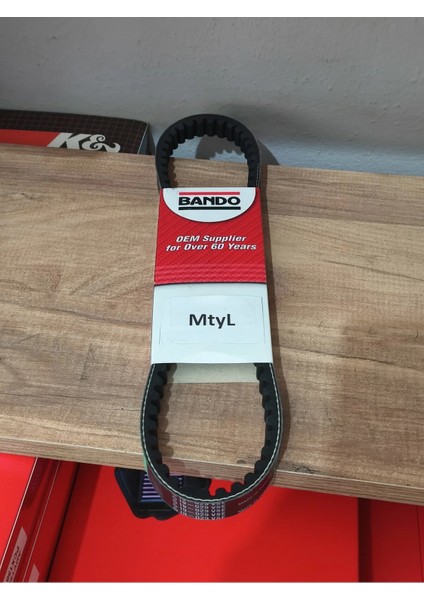 K&
BANDO
OEM Supplier
for Over 60 Years
MtyL